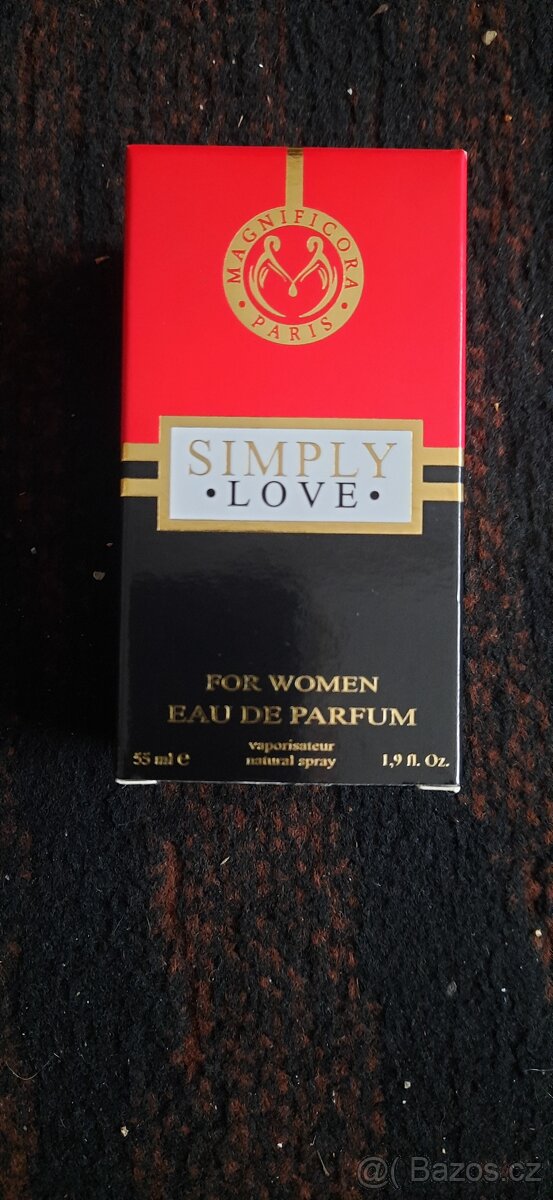 MAGNIFICORA
• PARIS •
SIMPLY
• LOVE •
FOR WOMEN
EAU DE PARFUM
vaporisateur
55 ml e 1,9 fl. Oz.
natural spray
@( Bazos.cz